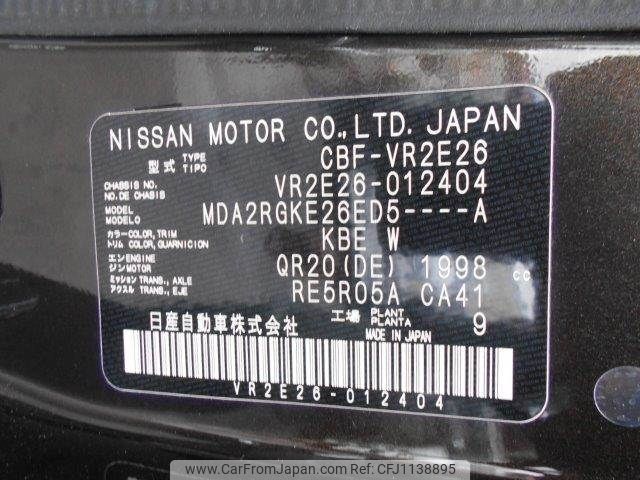 NISSAN MOTOR CO.,LTD. JAPAN
型式 TYPE TIPO CBF-VR2E26
CHASSIS NO. NO. DE CHASIS VR2E26-012404
MODEL MODELO MDA2RGKE26ED5----A
カラー COLOR, TRIM トリム COLOR, GUARNICION KBE W
エンジン ENGINE MOTOR QR20(DE) 1998 cc
ミッション TRANS., AXLE アクスル TRANS., EJE RE5R05A CA41
日産自動車株式会社 工場 PLANT PLANTA 9
MADE IN JAPAN
VR2E26-012404
www.CarFromJapan.com | Reference ID: CFJ1138895